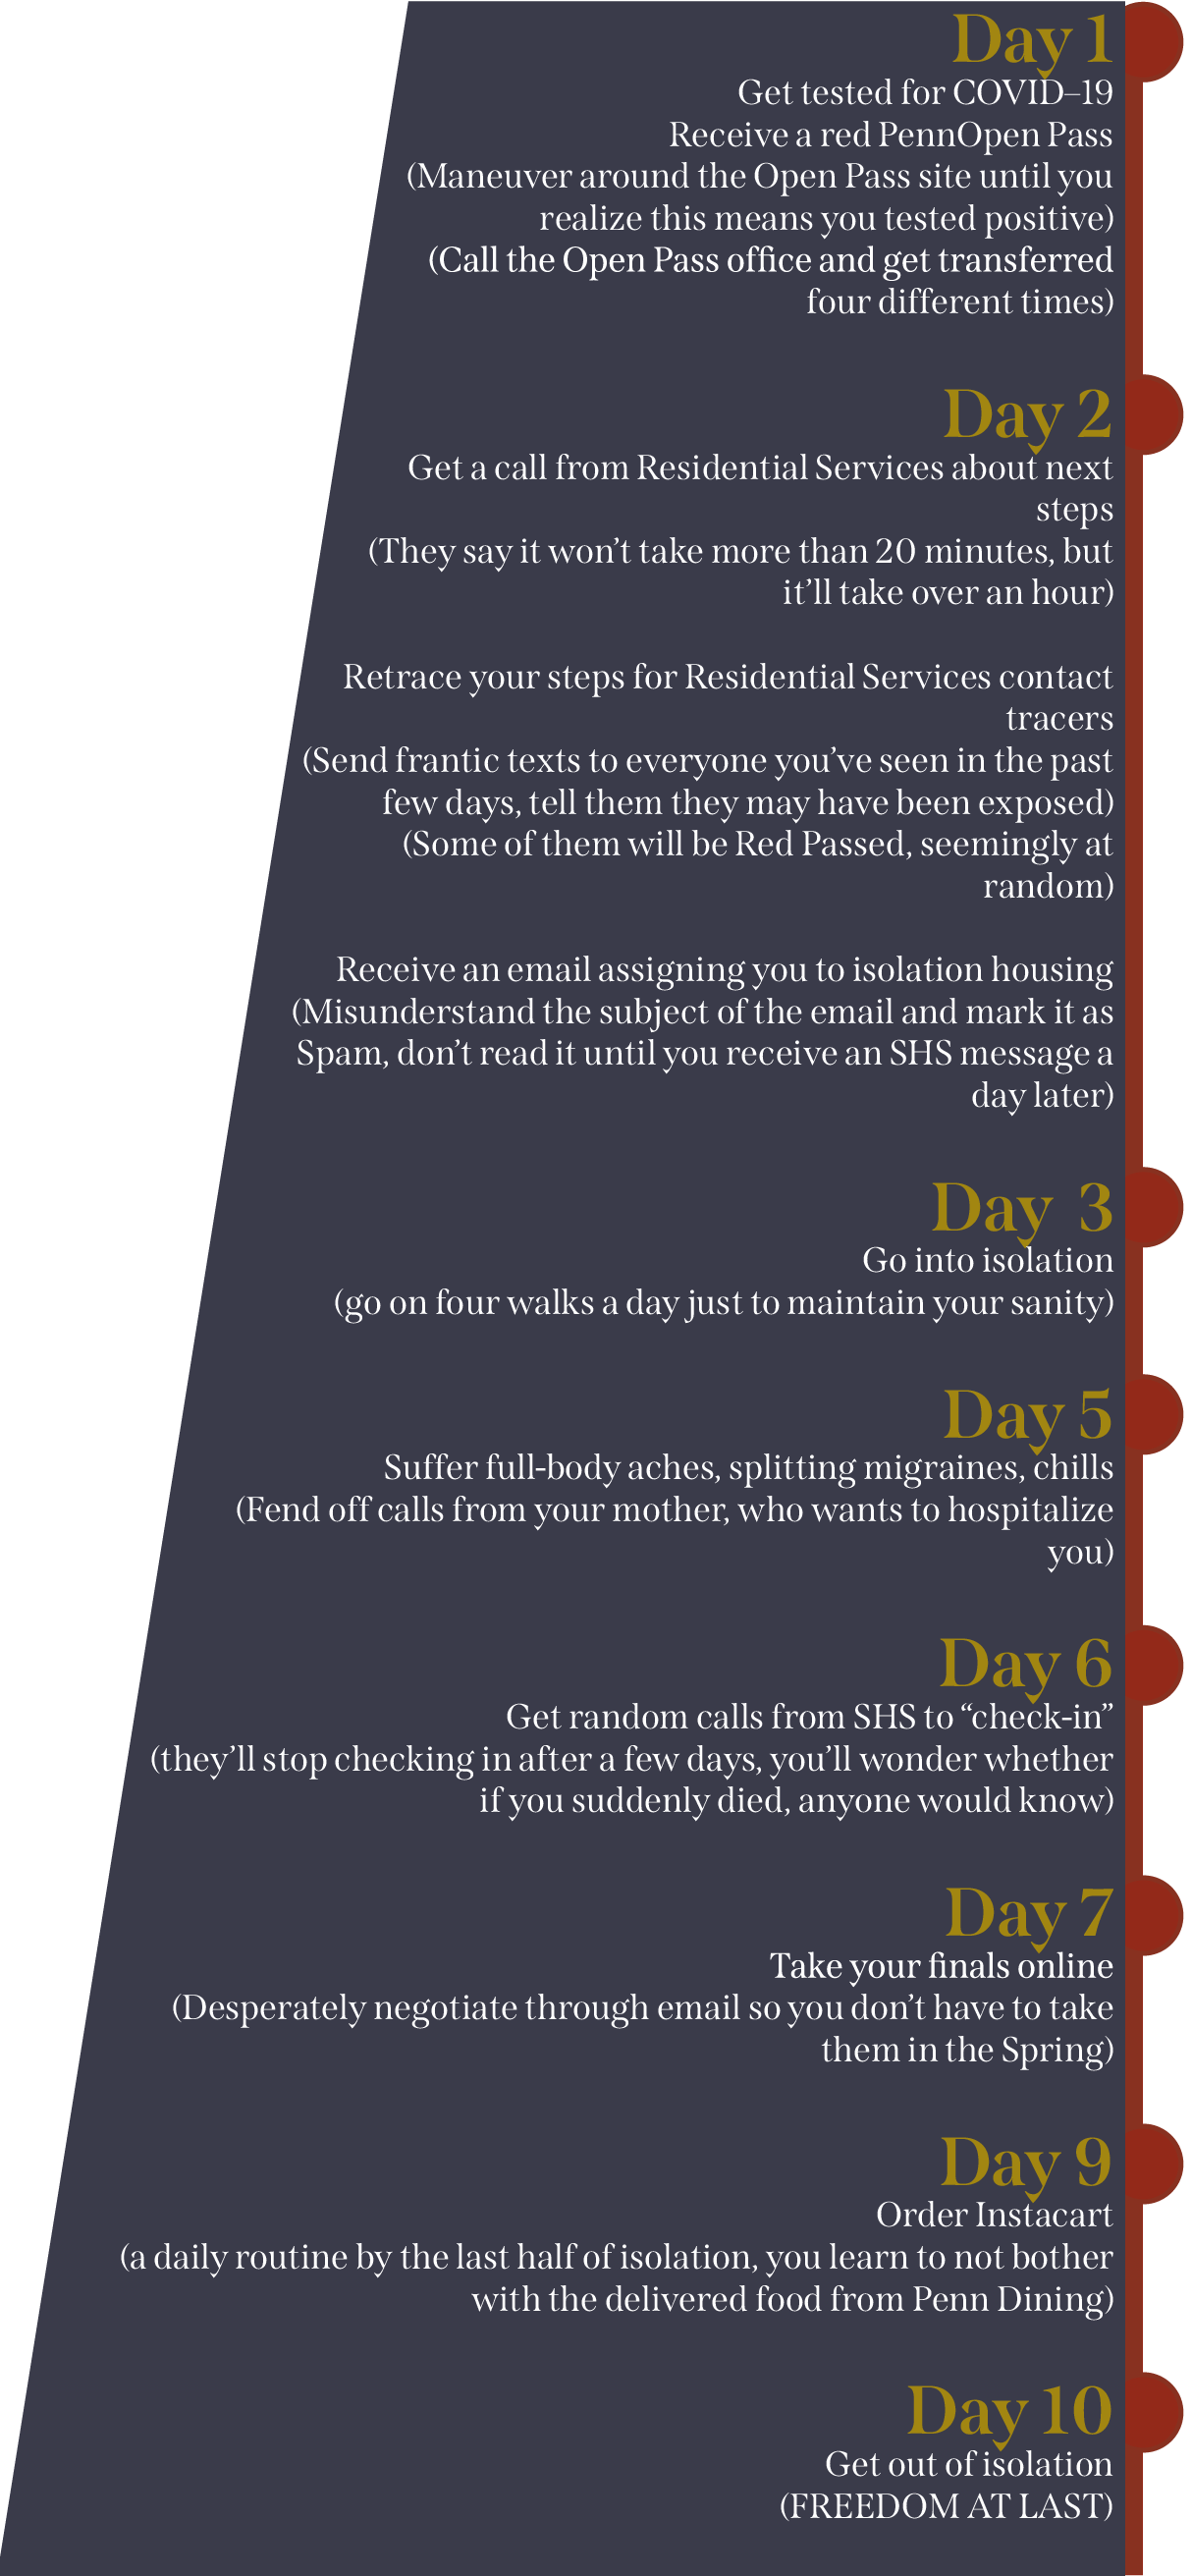 Day 1
Get tested for COVID–19
Receive a red PennOpen Pass
(Maneuver around the Open Pass site until you
realize this means you tested positive)
(Call the Open Pass office and get transferred
four different times)
Day 2
Get a call from Residential Services about next
steps
(They say it won’t take more than 20 minutes, but
it’ll take over an hour)
Retrace your steps for Residential Services contact
tracers
(Send frantic texts to everyone you’ve seen in the past
few days, tell them they may have been exposed)
(Some of them will be Red Passed, seemingly at
random)
Receive an email assigning you to isolation housing
(Misunderstand the subject of the email and mark it as
Spam, don’t read it until you receive an SHS message a
day later)
Day 3
Go into isolation
(go on four walks a day just to maintain your sanity)
Day 5
Suffer full-body aches, splitting migraines, chills
(Fend off calls from your mother, who wants to hospitalize
you)
Day 6
Get random calls from SHS to “check-in”
(they’ll stop checking in after a few days, you’ll wonder whether
if you suddenly died, anyone would know)
Day 7
Take your finals online
(Desperately negotiate through email so you don’t have to take
them in the Spring)
Day 9
Order Instacart
(a daily routine by the last half of isolation, you learn to not bother
with the delivered food from Penn Dining)
Day 10
Get out of isolation
(FREEDOM AT LAST)